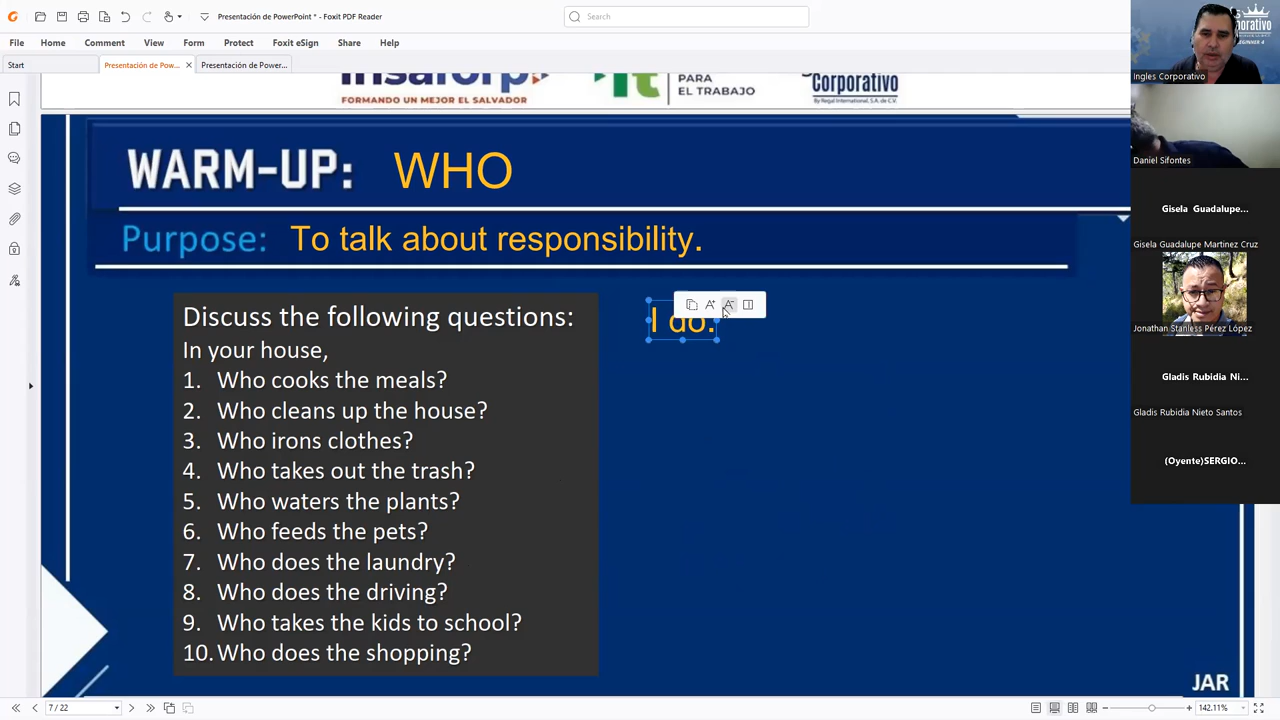 Presentación de PowerPoint * - Foxit PDF Reader
Search
File Home Comment View Form Protect Foxit eSign Share Help
Start Presentación de Pow... × Presentación de Power...
FORMANDO UN MEJOR EL SALVADOR
PARA
EL TRABAJO
Corporativo
By Regal International, S.A. de C.V.
WARM-UP: WHO
Purpose: To talk about responsibility.
Discuss the following questions:
In your house,
1. Who cooks the meals?
2. Who cleans up the house?
3. Who irons clothes?
4. Who takes out the trash?
5. Who waters the plants?
6. Who feeds the pets?
7. Who does the laundry?
8. Who does the driving?
9. Who takes the kids to school?
10. Who does the shopping?
I do.
JAR
7 / 22
142.11%
Ingles Corporativo
Daniel Sifontes
Gisela Guadalupe...
Gisela Guadalupe Martinez Cruz
Jonathan Stanless Pérez López
Gladis Rubidia Ni...
Gladis Rubidia Nieto Santos
(Oyente)SERGIO...